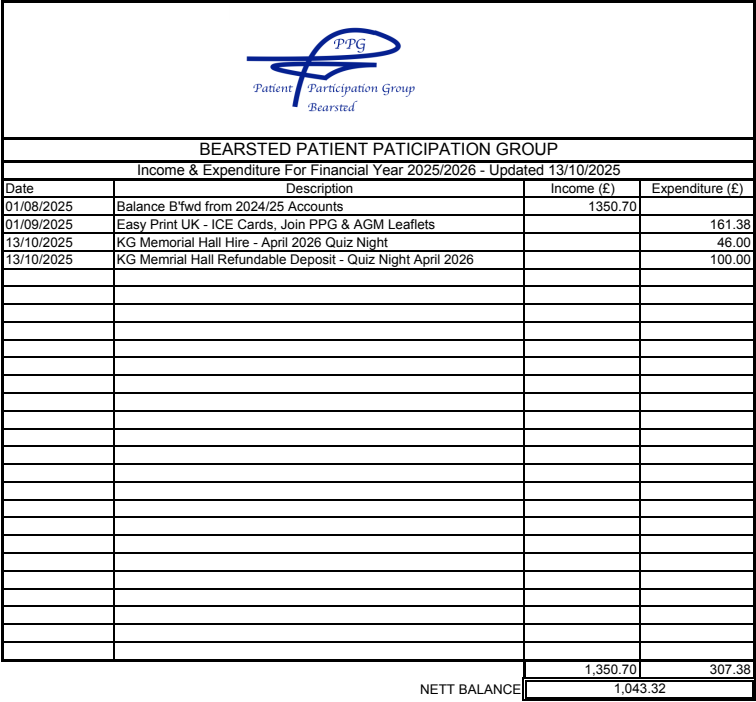 PPG
Patient Participation Group
Bearsted
BEARSTED PATIENT PATICIPATION GROUP
Income & Expenditure For Financial Year 2025/2026 - Updated 13/10/2025
Date Description Income (£) Expenditure (£)
01/08/2025 Balance B'fwd from 2024/25 Accounts 1350.70
01/09/2025 Easy Print UK - ICE Cards, Join PPG & AGM Leaflets 161.38
13/10/2025 KG Memorial Hall Hire - April 2026 Quiz Night 46.00
13/10/2025 KG Memrial Hall Refundable Deposit - Quiz Night April 2026 100.00
1,350.70 307.38
NETT BALANCE 1,043.32